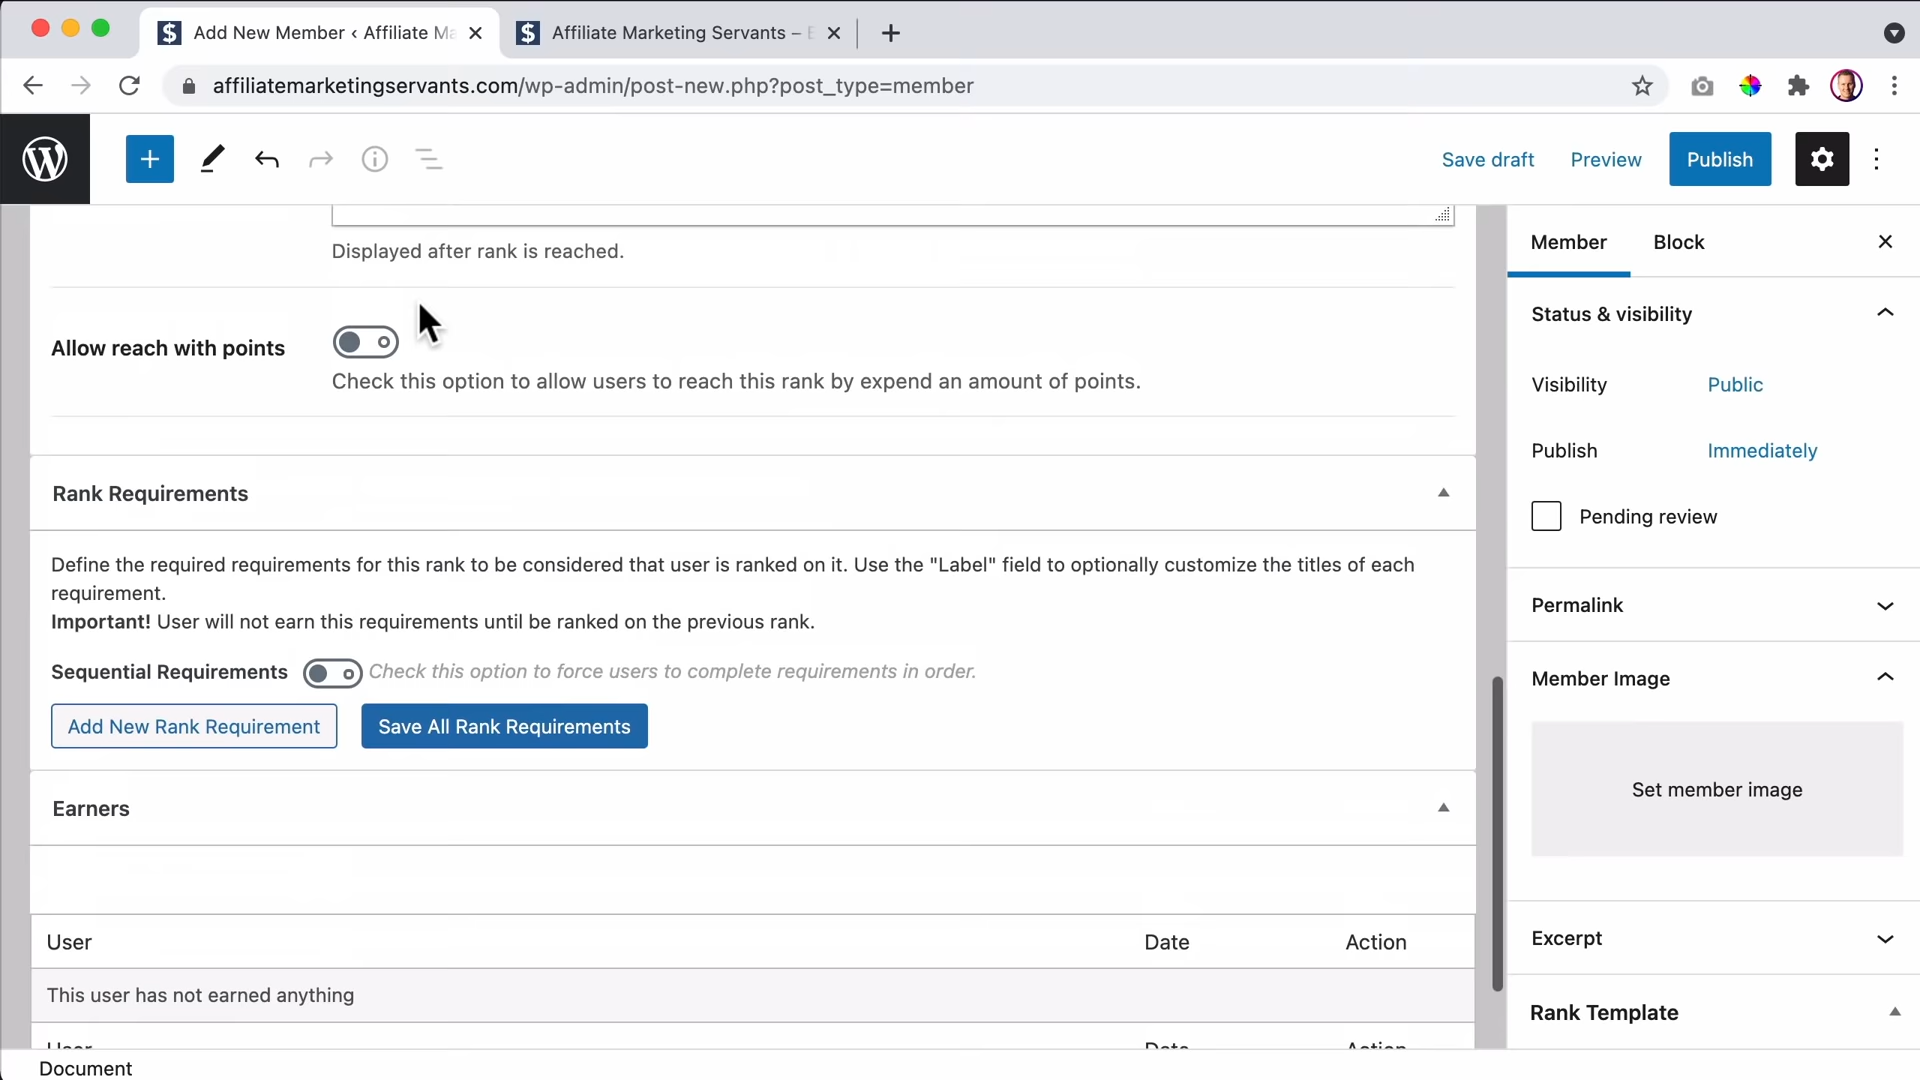 Add New Member ‹ Affiliate Ma
Affiliate Marketing Servants –
affiliatemarketingservants.com/wp-admin/post-new.php?post_type=member
Save draft
Preview
Publish
Displayed after rank is reached.
Allow reach with points
Check this option to allow users to reach this rank by expend an amount of points.
Rank Requirements
Define the required requirements for this rank to be considered that user is ranked on it. Use the "Label" field to optionally customize the titles of each
requirement.
Important! User will not earn this requirements until be ranked on the previous rank.
Sequential Requirements
Check this option to force users to complete requirements in order.
Add New Rank Requirement
Save All Rank Requirements
Earners
User Date Action
This user has not earned anything
User Date Action
Document
Member
Block
Status & visibility
Visibility Public
Publish Immediately
Pending review
Permalink
Member Image
Set member image
Excerpt
Rank Template